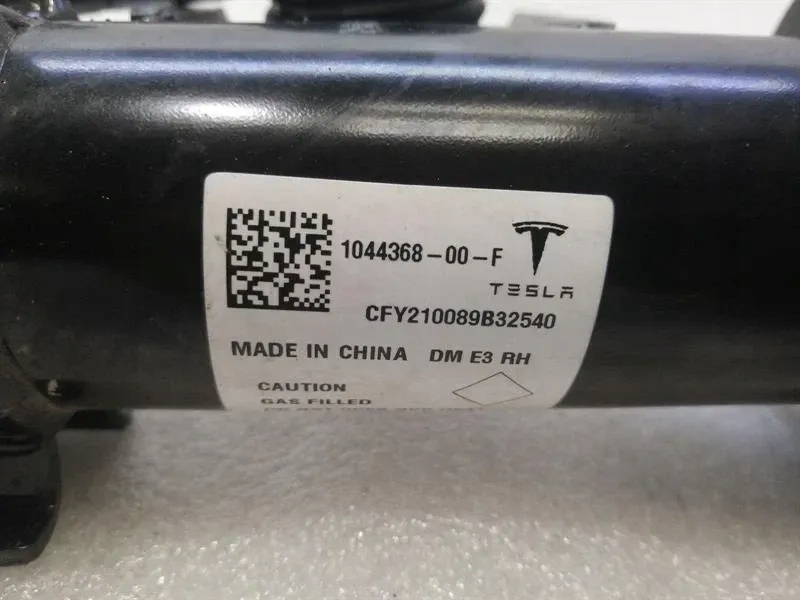 1044368-00-F
TESLA
CFY210089B32540
MADE IN CHINA DM E3 RH
CAUTION
GAS FILLED